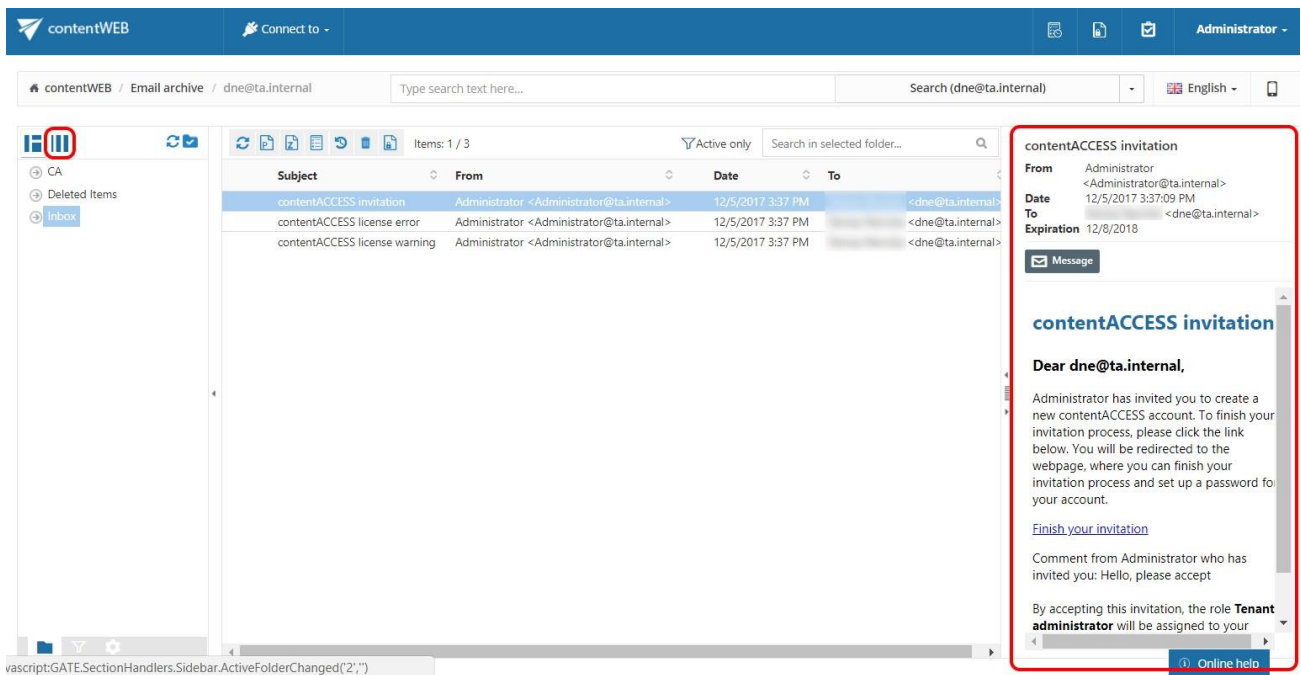 contentWEB Connect to Administrator
contentWEB / Email archive / dne@ta.internal Type search text here... Search (dne@ta.internal) English
Items: 1 / 3 Active only Search in selected folder...
CA
Deleted Items
Inbox
Subject From Date To
contentACCESS invitation Administrator <Administrator@ta.internal> 12/5/2017 3:37 PM <dne@ta.internal>
contentACCESS license error Administrator <Administrator@ta.internal> 12/5/2017 3:37 PM <dne@ta.internal>
contentACCESS license warning Administrator <Administrator@ta.internal> 12/5/2017 3:37 PM <dne@ta.internal>
contentACCESS invitation
From Administrator
<Administrator@ta.internal>
Date 12/5/2017 3:37:09 PM
To <dne@ta.internal>
Expiration 12/8/2018
Message
contentACCESS invitation
Dear dne@ta.internal,
Administrator has invited you to create a
new contentACCESS account. To finish your
invitation process, please click the link
below. You will be redirected to the
webpage, where you can finish your
invitation process and set up a password for
your account.
Finish your invitation
Comment from Administrator who has
invited you: Hello, please accept
By accepting this invitation, the role Tenant
administrator will be assigned to your
vascript:GATE.SectionHandlers.Sidebar.ActiveFolderChanged('2','')
Online help